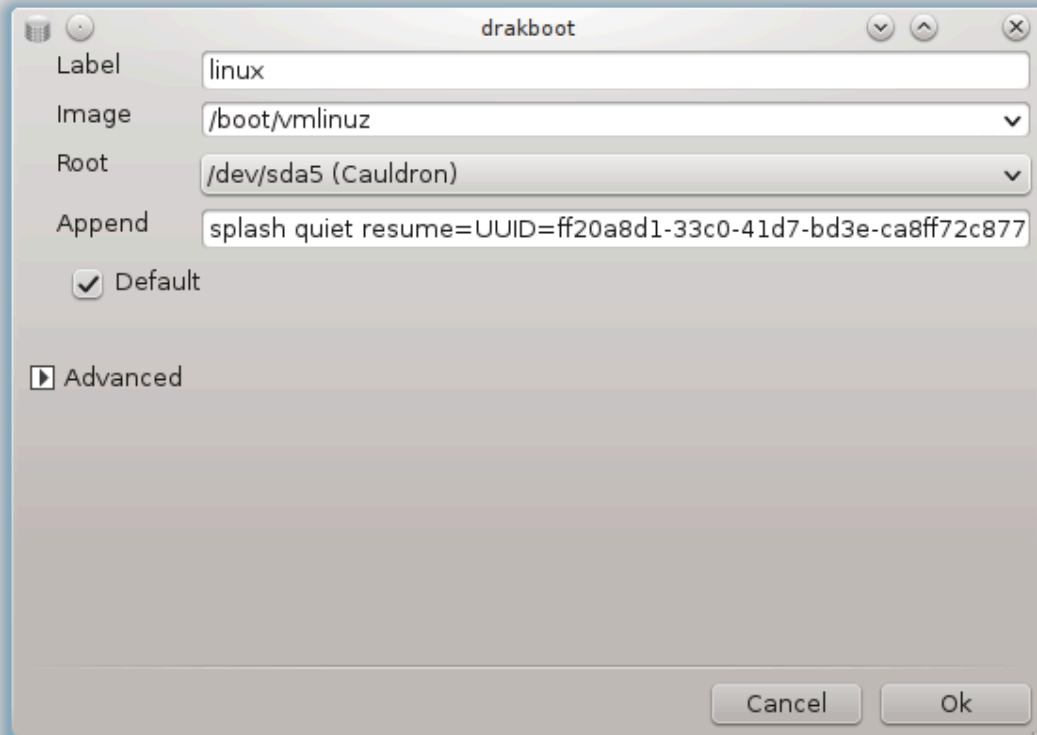 drakboot
Label
linux
Image
/boot/vmlinuz
Root
/dev/sda5 (Cauldron)
Append
splash quiet resume=UUID=ff20a8d1-33c0-41d7-bd3e-ca8ff72c877
Default
Advanced
Cancel
Ok